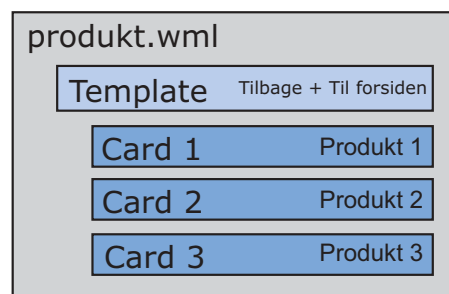 produkt.wml
Template Tilbage + Til forsiden
Card 1 Produkt 1
Card 2 Produkt 2
Card 3 Produkt 3